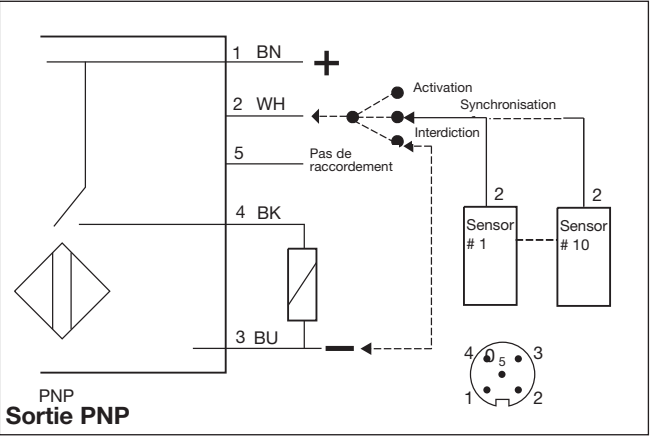 1 BN +
Activation
2 WH
Synchronisation
Interdiction
5 Pas de
raccordement
2 2
4 BK
Sensor
# 1
Sensor
# 10
3 BU −
4 0 5 3
1 2
PNP
Sortie PNP